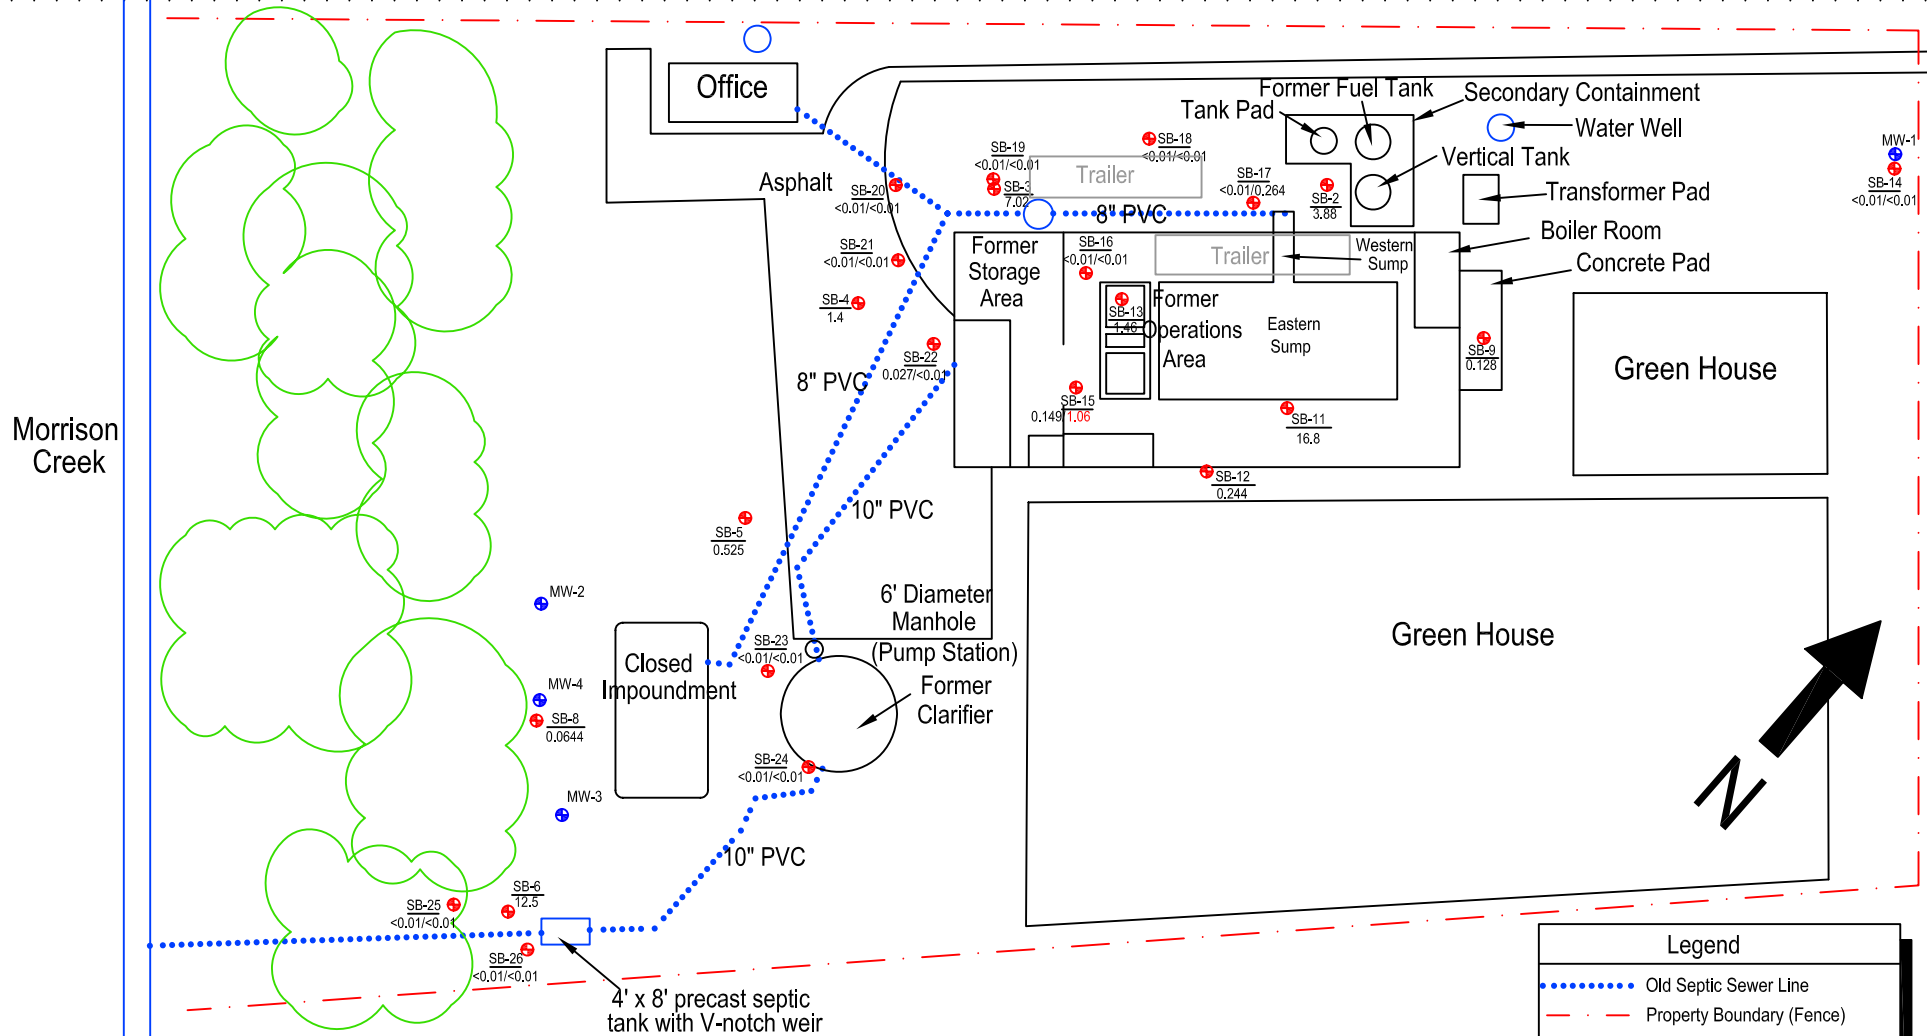 Office
Former Fuel Tank
Secondary Containment
Tank Pad
Water Well
Vertical Tank
Transformer Pad
Boiler Room
Concrete Pad
MW-1
SB-14
<0.01/<0.01
SB-18
<0.01/<0.01
SB-19
<0.01/<0.01
SB-3
7.02
Trailer
SB-17
<0.01/0.264
SB-2
3.88
Asphalt
SB-20
<0.01/<0.01
8" PVC
SB-21
<0.01/<0.01
Former
Storage
Area
SB-16
<0.01/<0.01
Trailer
Western
Sump
SB-4
1.4
SB-13
1.46
Former
Operations
Area
Eastern
Sump
SB-22
0.027/<0.01
SB-9
0.128
Green House
8" PVC
SB-15
0.149/1.06
SB-11
16.8
Morrison
Creek
SB-12
0.244
10" PVC
SB-5
0.525
MW-2
6' Diameter
Manhole
(Pump Station)
Green House
SB-23
<0.01/<0.01
Closed
Impoundment
Former
Clarifier
MW-4
SB-8
0.0644
SB-24
<0.01/<0.01
MW-3
N
10" PVC
SB-6
12.5
SB-25
<0.01/<0.01
SB-26
<0.01/<0.01
4' x 8' precast septic
tank with V-notch weir
Legend
Old Septic Sewer Line
Property Boundary (Fence)